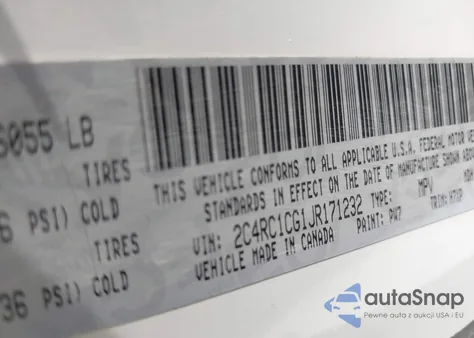 6055 LB
TIRES
6 PSI) COLD
TIRES
36 PSI) COLD
THIS VEHICLE CONFORMS TO ALL APPLICABLE U.S.A. FEDERAL MOTOR
STANDARDS IN EFFECT ON THE DATE OF MANUFACTURE SHOWN
VIN: 2C4RC1CG1JR171232 TYPE: MPV
VEHICLE MADE IN CANADA PAINT: PW7 TRIM:
autaSnap
Pewne auta z aukcji USA i EU